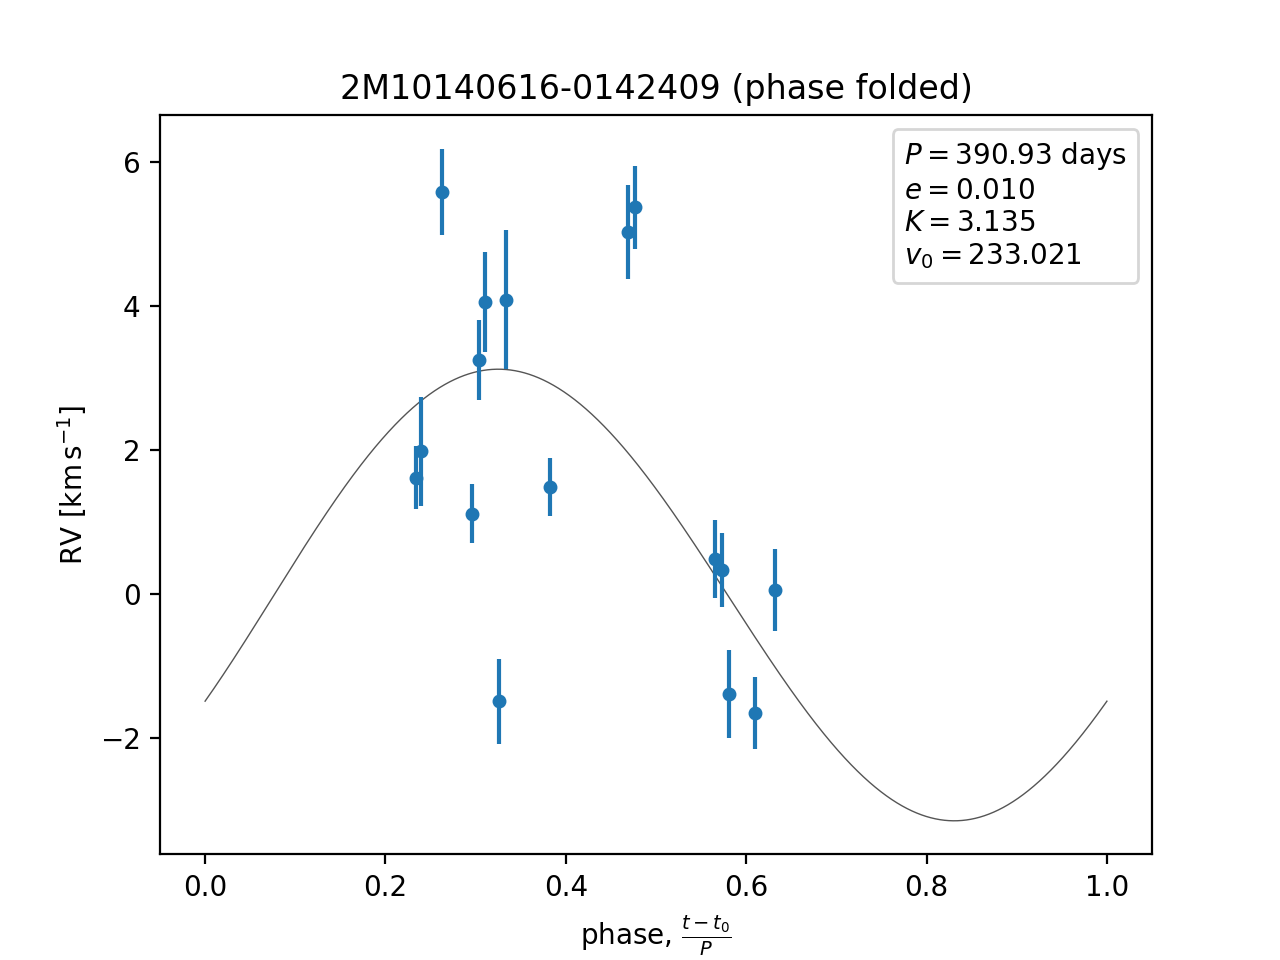 2M10140616-0142409 (phase folded)
P = 390.93 days
e = 0.010
K = 3.135
v₀ = 233.021
RV [km s⁻¹]
6
4
2
0
−2
0.0 0.2 0.4 0.6 0.8 1.0
phase, (t − t₀)/P